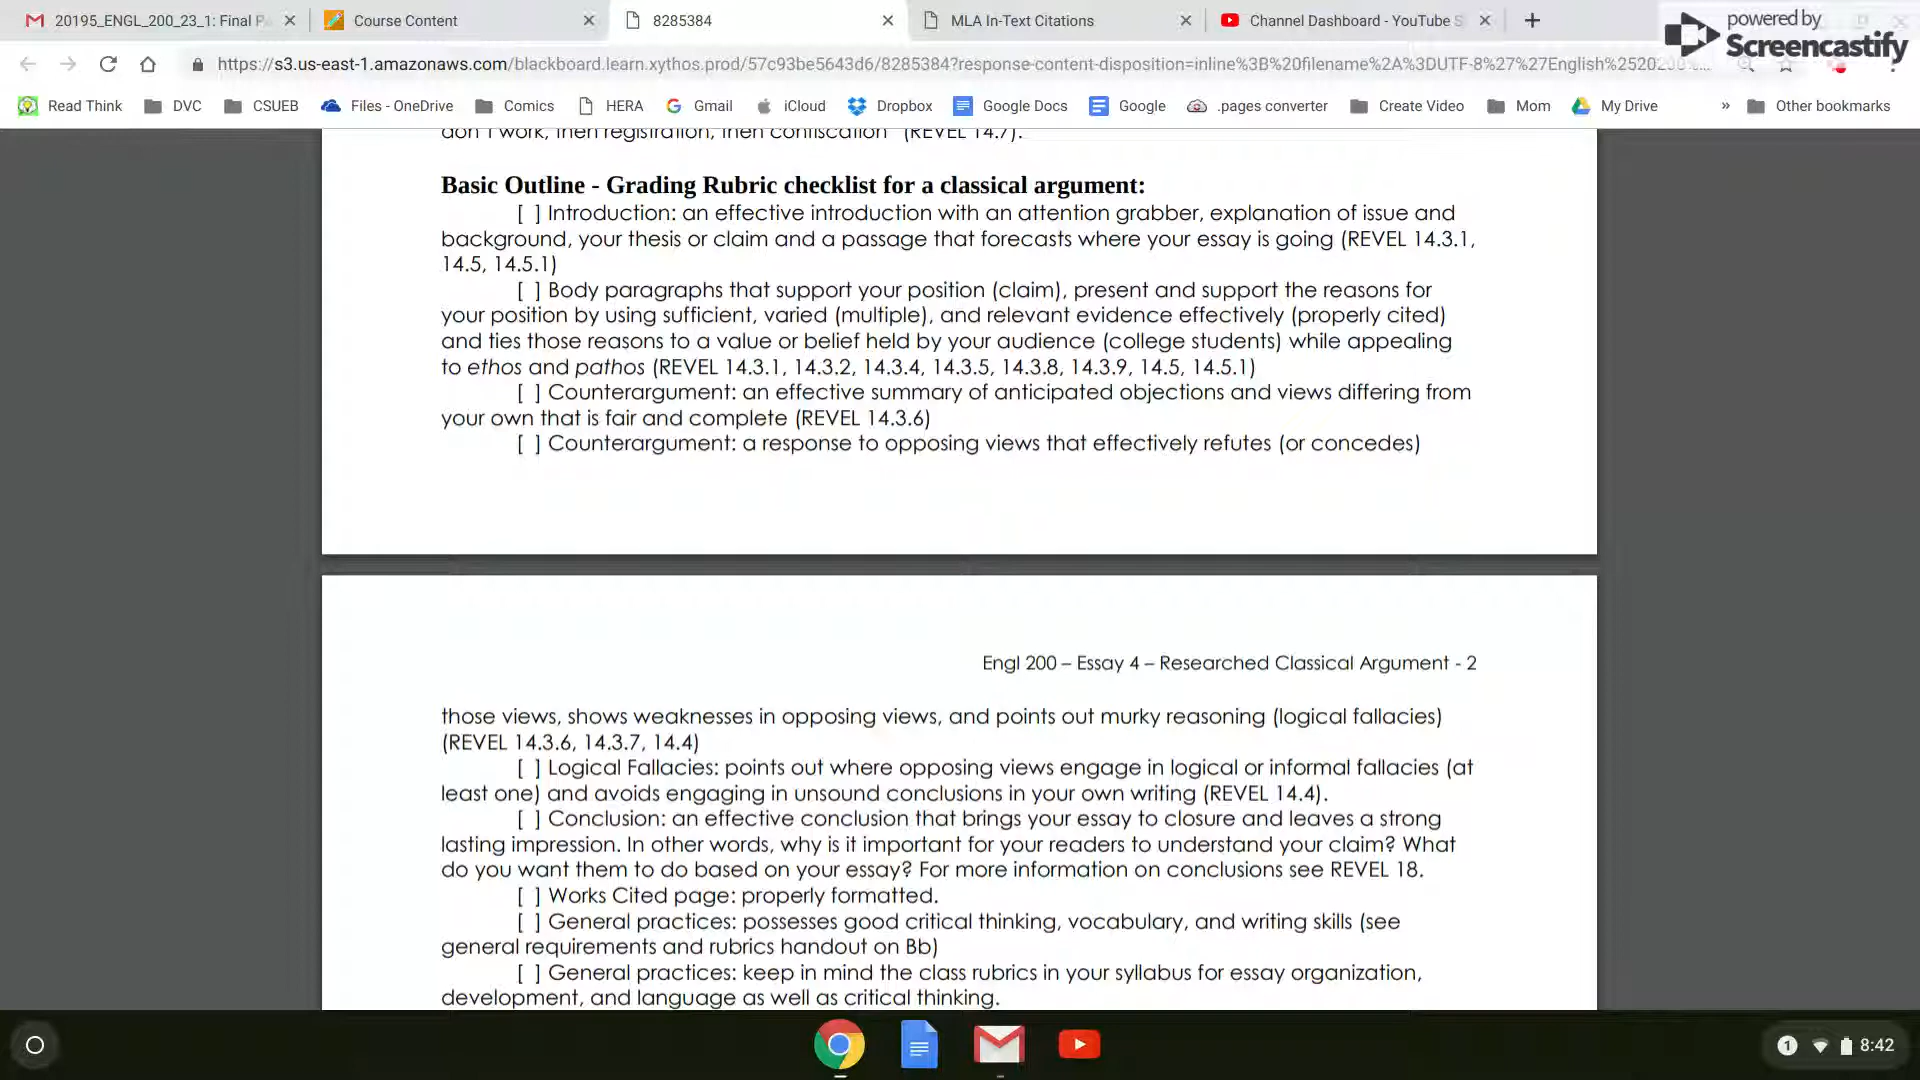 20195_ENGL_200_23_1: Final P
Course Content
8285384
MLA In-Text Citations
Channel Dashboard - YouTube S
powered by
Screencastify
https://s3.us-east-1.amazonaws.com/blackboard.learn.xythos.prod/57c93be5643d6/8285384?response-content-disposition=inline%3B%20filename%2A%3DUTF-8%27%27English%2520200%...
Read Think
DVC
CSUEB
Files - OneDrive
Comics
HERA
Gmail
iCloud
Dropbox
Google Docs
Google
.pages converter
Create Video
Mom
My Drive
»
Other bookmarks
don't work, then registration, then confiscation" (REVEL 14.7).
Basic Outline - Grading Rubric checklist for a classical argument:
[ ] Introduction: an effective introduction with an attention grabber, explanation of issue and
background, your thesis or claim and a passage that forecasts where your essay is going (REVEL 14.3.1,
14.5, 14.5.1)
[ ] Body paragraphs that support your position (claim), present and support the reasons for
your position by using sufficient, varied (multiple), and relevant evidence effectively (properly cited)
and ties those reasons to a value or belief held by your audience (college students) while appealing
to ethos and pathos (REVEL 14.3.1, 14.3.2, 14.3.4, 14.3.5, 14.3.8, 14.3.9, 14.5, 14.5.1)
[ ] Counterargument: an effective summary of anticipated objections and views differing from
your own that is fair and complete (REVEL 14.3.6)
[ ] Counterargument: a response to opposing views that effectively refutes (or concedes)
Engl 200 – Essay 4 – Researched Classical Argument - 2
those views, shows weaknesses in opposing views, and points out murky reasoning (logical fallacies)
(REVEL 14.3.6, 14.3.7, 14.4)
[ ] Logical Fallacies: points out where opposing views engage in logical or informal fallacies (at
least one) and avoids engaging in unsound conclusions in your own writing (REVEL 14.4).
[ ] Conclusion: an effective conclusion that brings your essay to closure and leaves a strong
lasting impression. In other words, why is it important for your readers to understand your claim? What
do you want them to do based on your essay? For more information on conclusions see REVEL 18.
[ ] Works Cited page: properly formatted.
[ ] General practices: possesses good critical thinking, vocabulary, and writing skills (see
general requirements and rubrics handout on Bb)
[ ] General practices: keep in mind the class rubrics in your syllabus for essay organization,
development, and language as well as critical thinking.
1
8:42